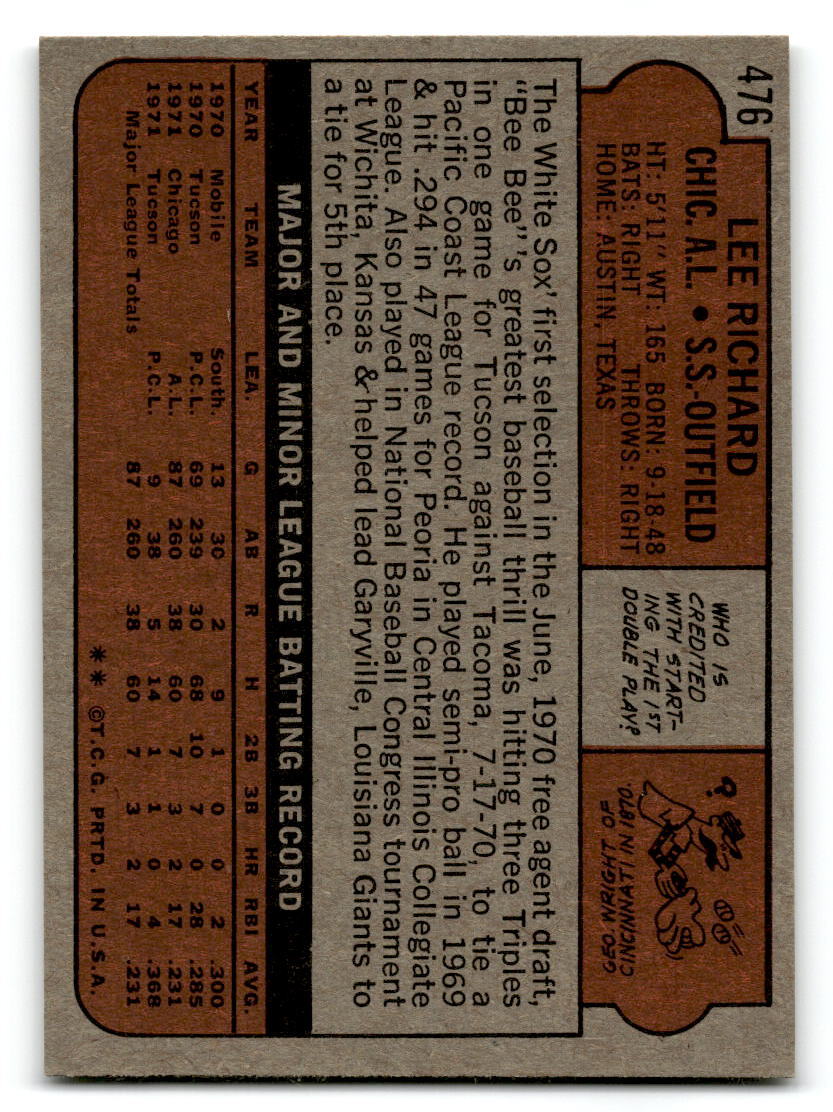 476
LEE RICHARD
CHIC. A.L. • S.S.-OUTFIELD
HT: 5'11" WT: 165 BORN: 9-18-48
BATS: RIGHT THROWS: RIGHT
HOME: AUSTIN, TEXAS
WHO IS
CREDITED
WITH START-
ING THE 1ST
DOUBLE PLAY?
?
GEO. WRIGHT OF
CINCINNATI IN 1870.
The White Sox' first selection in the June, 1970 free agent draft,
"Bee Bee"'s greatest baseball thrill was hitting three Triples
in one game for Tucson against Tacoma, 7-17-70, to tie a
Pacific Coast League record. He played semi-pro ball in 1969
& hit .294 in 47 games for Peoria in Central Illinois Collegiate
League. Also played in National Baseball Congress tournament
at Wichita, Kansas & helped lead Garyville, Louisiana Giants to
a tie for 5th place.
MAJOR AND MINOR LEAGUE BATTING RECORD
YEAR TEAM LEA. G AB R H 2B 3B HR RBI AVG.
1970 Mobile South. 13 30 2 9 1 0 0 2 .300
1970 Tucson P.C.L. 69 239 30 68 10 7 0 28 .285
1971 Chicago A.L. 87 260 38 60 7 3 2 17 .231
1971 Tucson P.C.L. 9 38 5 14 1 1 0 4 .368
Major League Totals 87 260 38 60 7 3 2 17 .231
** ©T.C.G. PRTD. IN U.S.A.